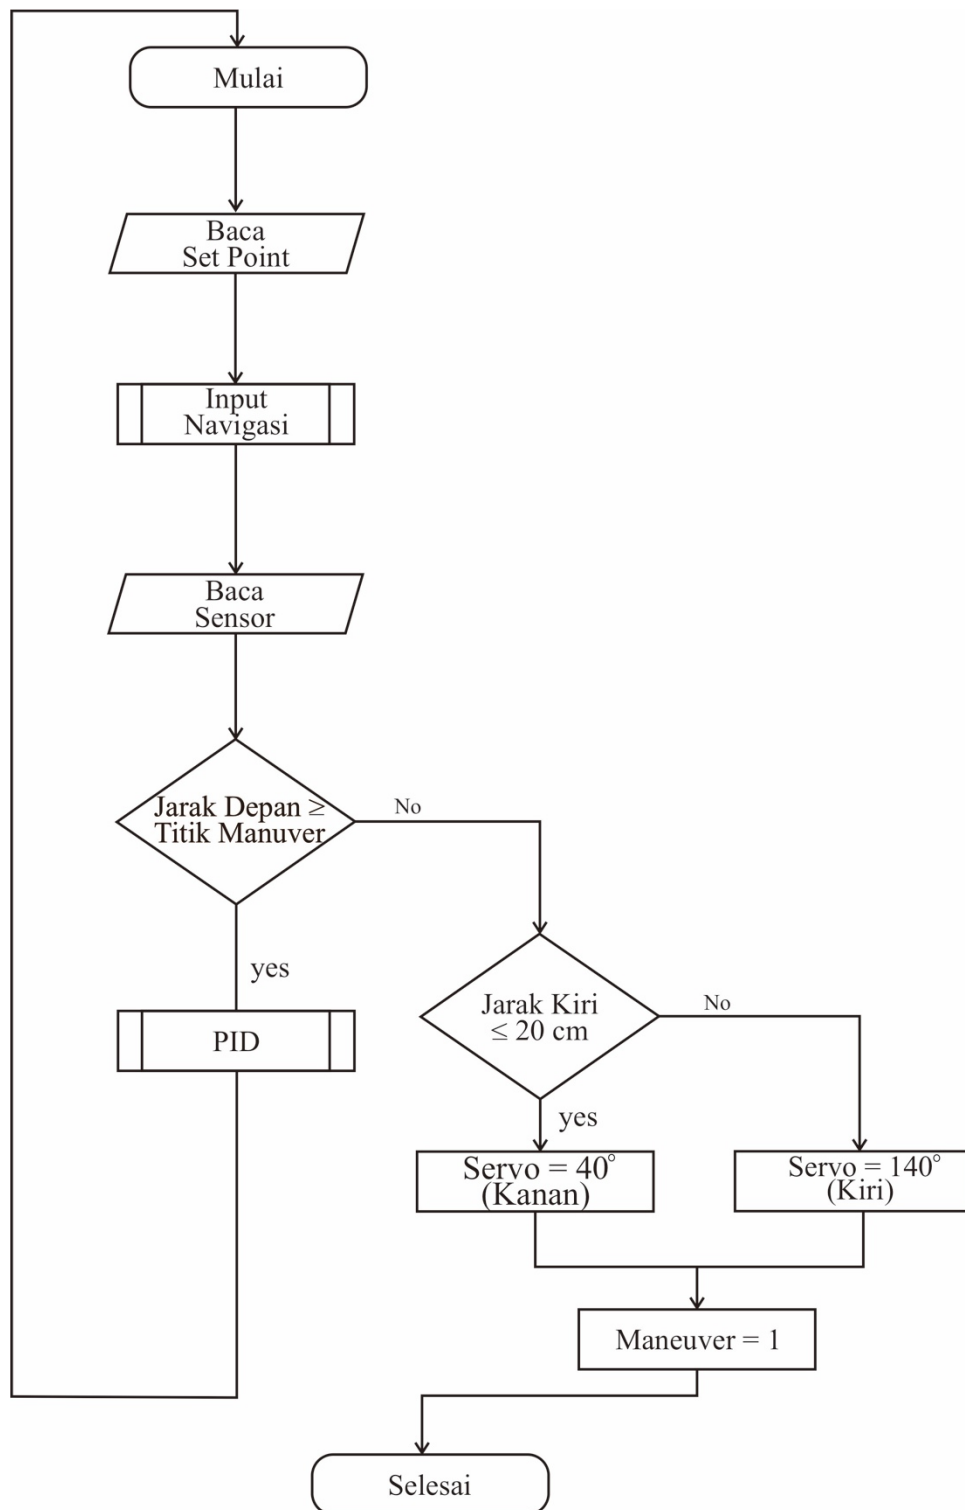 Mulai
Baca
Set Point
Input
Navigasi
Baca
Sensor
Jarak Depan ≥
Titik Manuver
No
yes
PID
Jarak Kiri
≤ 20 cm
No
yes
Servo = 40°
(Kanan)
Servo = 140°
(Kiri)
Maneuver = 1
Selesai